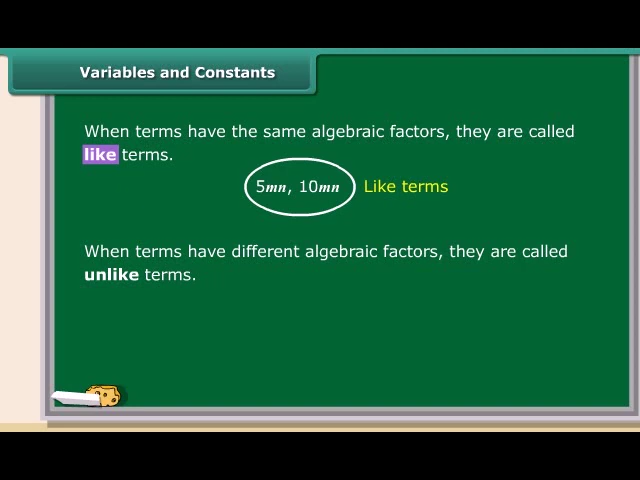 Variables and Constants
When terms have the same algebraic factors, they are called
like terms.
5mn, 10mn Like terms
When terms have different algebraic factors, they are called
unlike terms.